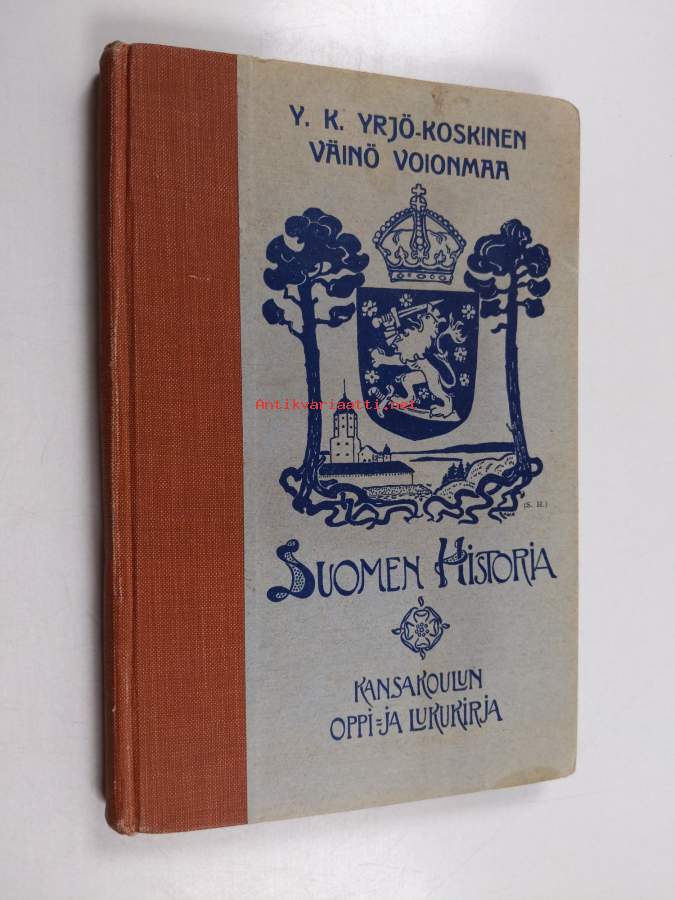 Y. K. YRJÖ-KOSKINEN
VÄINÖ VOIONMAA
Antikvariaatti.net
(S. H.)
SUOMEN HISTORIA
KANSAKOULUN
OPPI-JA LUKUKIRJA